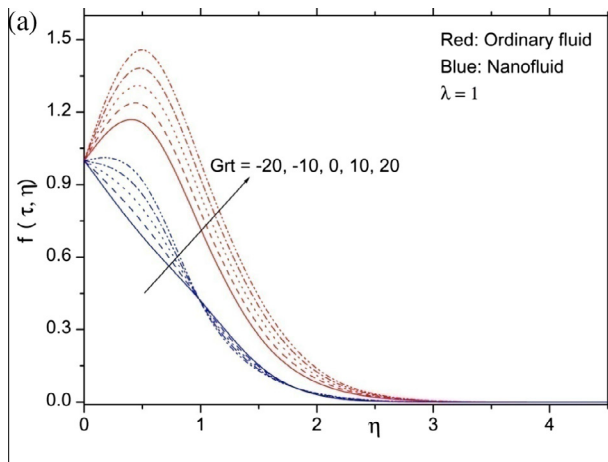 (a)
1.5
1.2
0.9
0.6
0.3
0.0
f ( τ, η)
Red: Ordinary fluid
Blue: Nanofluid
λ = 1
Grt = -20, -10, 0, 10, 20
0 1 2 3 4
η